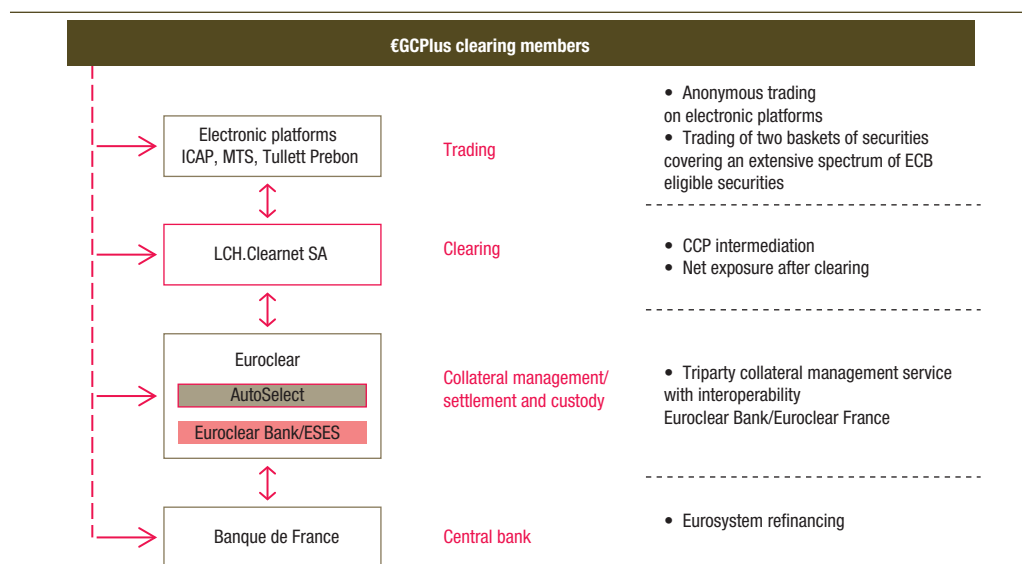 €GCPlus clearing members
Electronic platforms
ICAP, MTS, Tullett Prebon
Trading
• Anonymous trading
on electronic platforms
• Trading of two baskets of securities
covering an extensive spectrum of ECB
eligible securities
LCH.Clearnet SA
Clearing
• CCP intermediation
• Net exposure after clearing
Euroclear
AutoSelect
Euroclear Bank/ESES
Collateral management/
settlement and custody
• Triparty collateral management service
with interoperability
Euroclear Bank/Euroclear France
Banque de France
Central bank
• Eurosystem refinancing